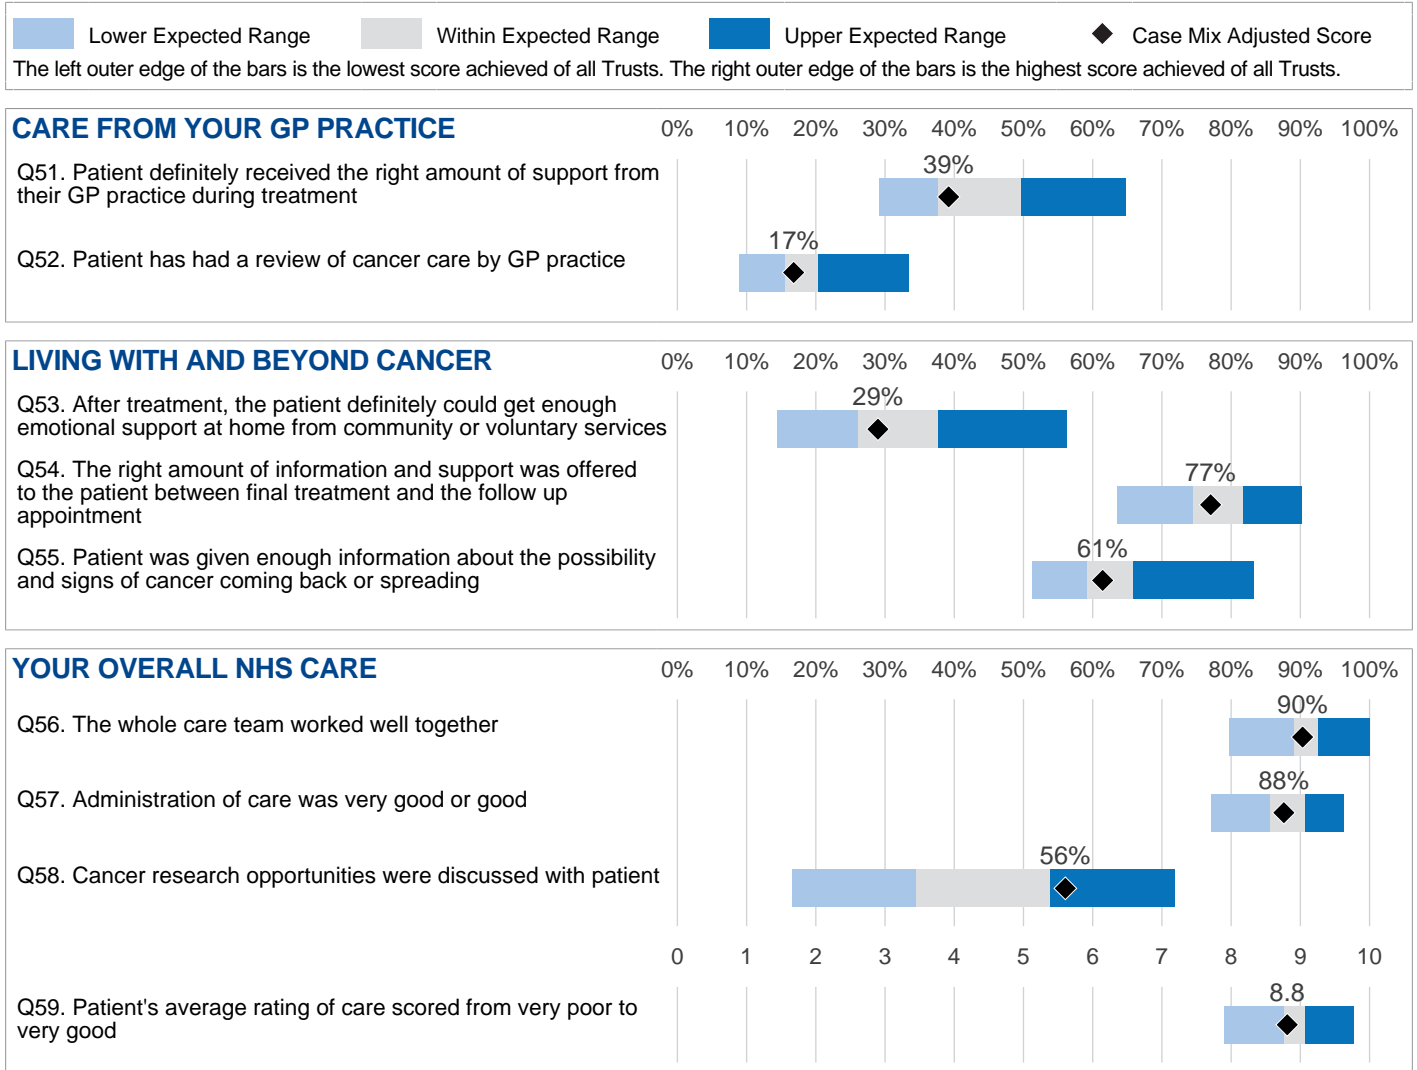 Lower Expected Range Within Expected Range Upper Expected Range Case Mix Adjusted Score
The left outer edge of the bars is the lowest score achieved of all Trusts. The right outer edge of the bars is the highest score achieved of all Trusts.
CARE FROM YOUR GP PRACTICE 0% 10% 20% 30% 40% 50% 60% 70% 80% 90% 100%
39%
Q51. Patient definitely received the right amount of support from
their GP practice during treatment
17%
Q52. Patient has had a review of cancer care by GP practice
LIVING WITH AND BEYOND CANCER 0% 10% 20% 30% 40% 50% 60% 70% 80% 90% 100%
29%
Q53. After treatment, the patient definitely could get enough
emotional support at home from community or voluntary services
77%
Q54. The right amount of information and support was offered
to the patient between final treatment and the follow up
appointment
61%
Q55. Patient was given enough information about the possibility
and signs of cancer coming back or spreading
YOUR OVERALL NHS CARE 0% 10% 20% 30% 40% 50% 60% 70% 80% 90% 100%
90%
Q56. The whole care team worked well together
88%
Q57. Administration of care was very good or good
56%
Q58. Cancer research opportunities were discussed with patient
0 1 2 3 4 5 6 7 8 9 10
8.8
Q59. Patient's average rating of care scored from very poor to
very good